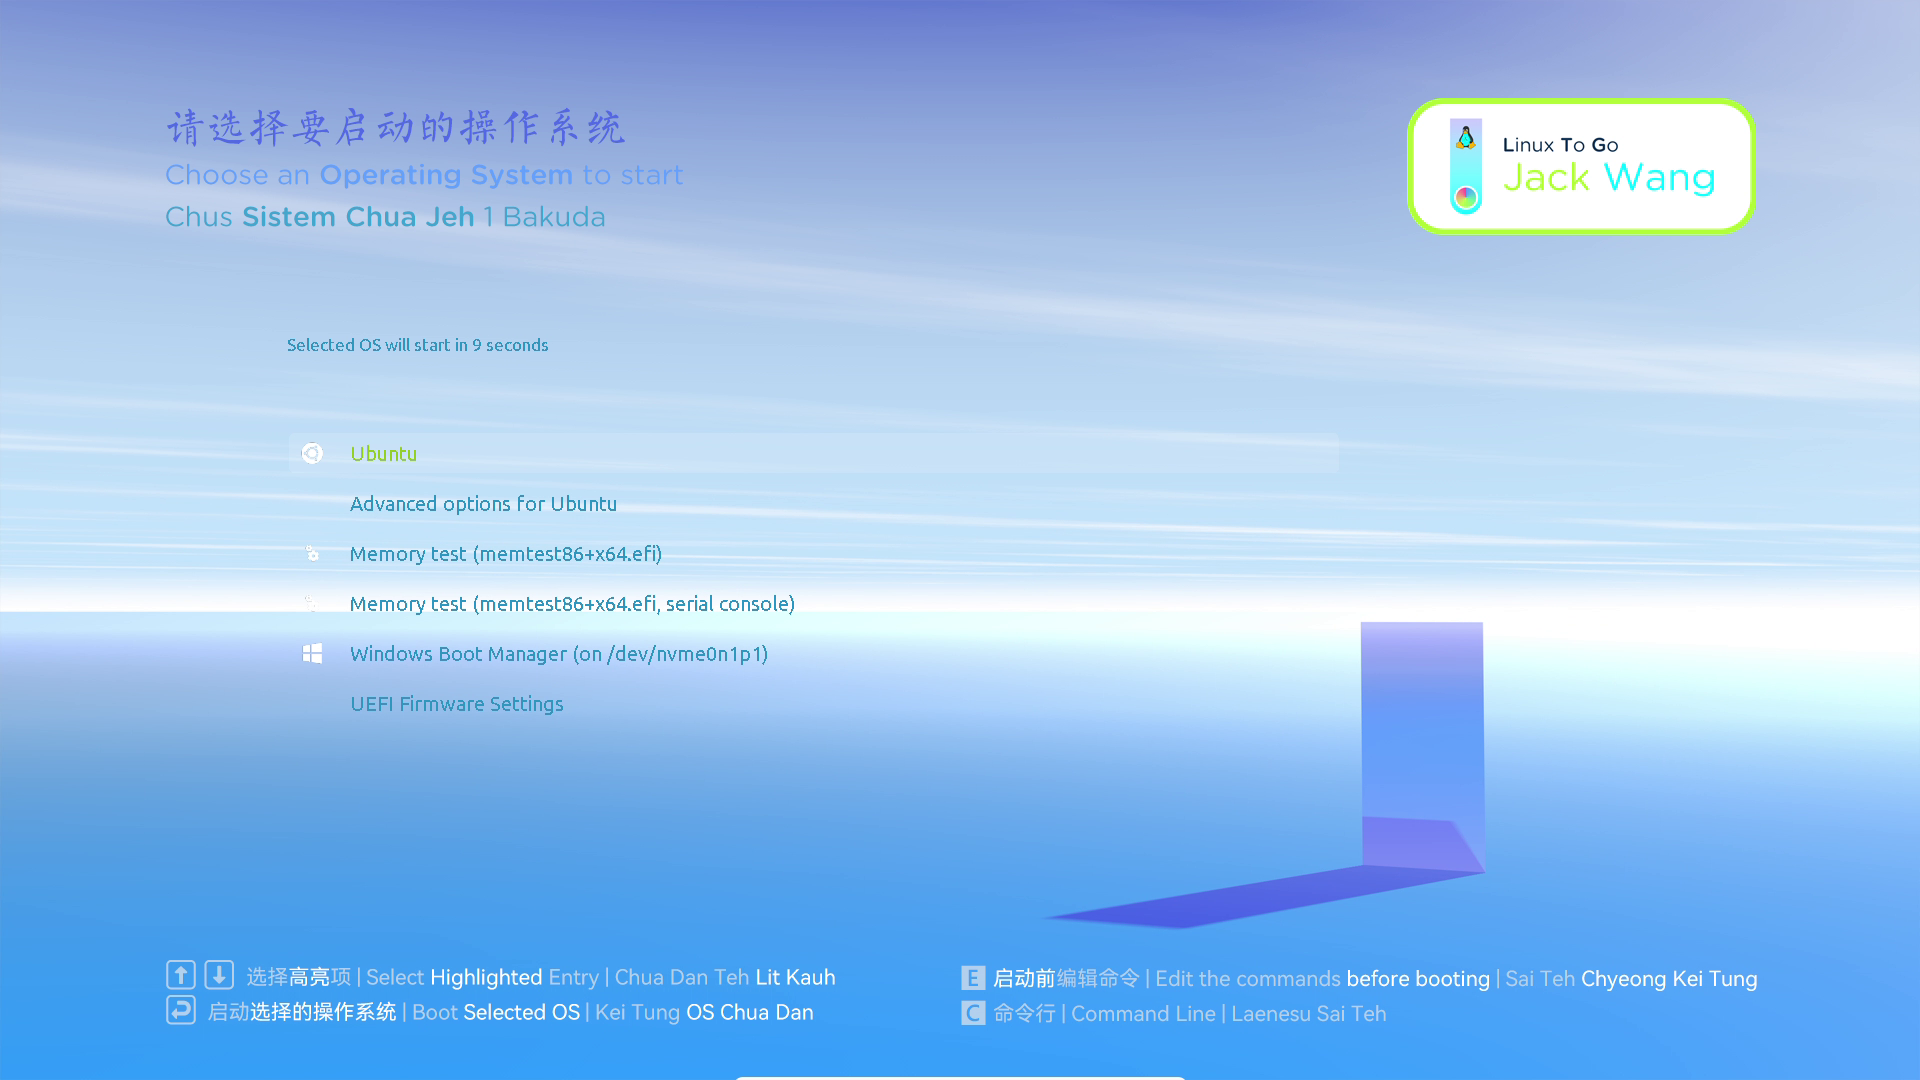 请选择要启动的操作系统
Choose an Operating System to start
Chus Sistem Chua Jeh 1 Bakuda
Linux To Go
Jack Wang
Selected OS will start in 9 seconds
Ubuntu
Advanced options for Ubuntu
Memory test (memtest86+x64.efi)
Memory test (memtest86+x64.efi, serial console)
Windows Boot Manager (on /dev/nvme0n1p1)
UEFI Firmware Settings
选择高亮项 | Select Highlighted Entry | Chua Dan Teh Lit Kauh
启动选择的操作系统 | Boot Selected OS | Kei Tung OS Chua Dan
E 启动前编辑命令 | Edit the commands before booting | Sai Teh Chyeong Kei Tung
C 命令行 | Command Line | Laenesu Sai Teh